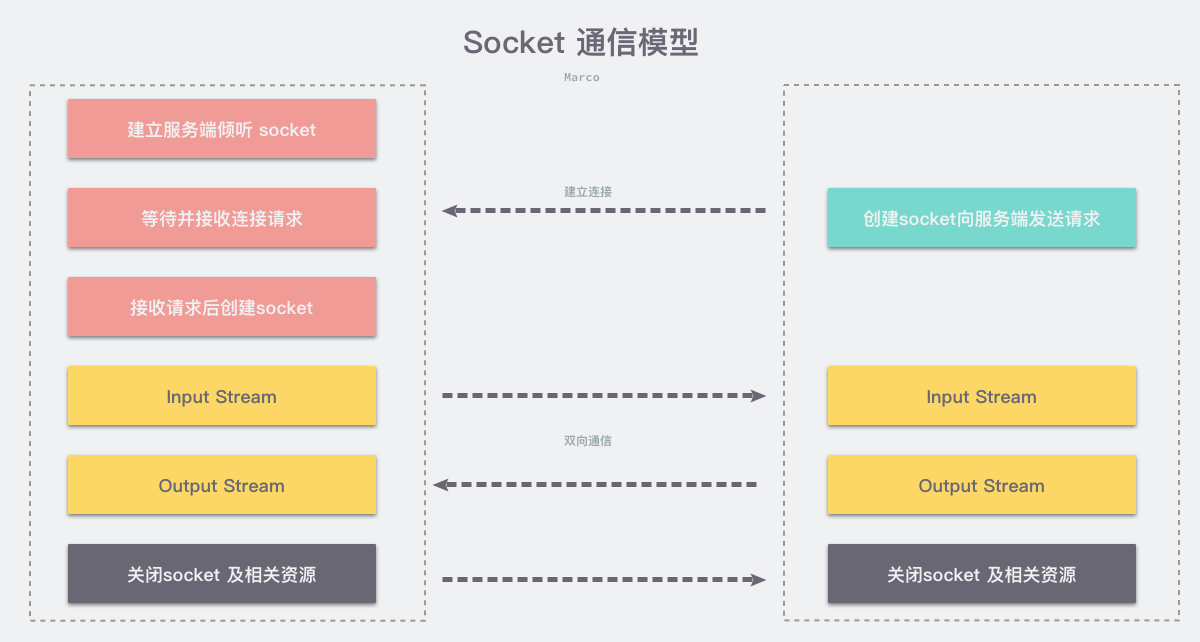 Socket 通信模型
Marco
建立服务端倾听 socket
等待并接收连接请求
建立连接
创建socket向服务端发送请求
接收请求后创建socket
Input Stream
Input Stream
双向通信
Output Stream
Output Stream
关闭socket 及相关资源
关闭socket 及相关资源